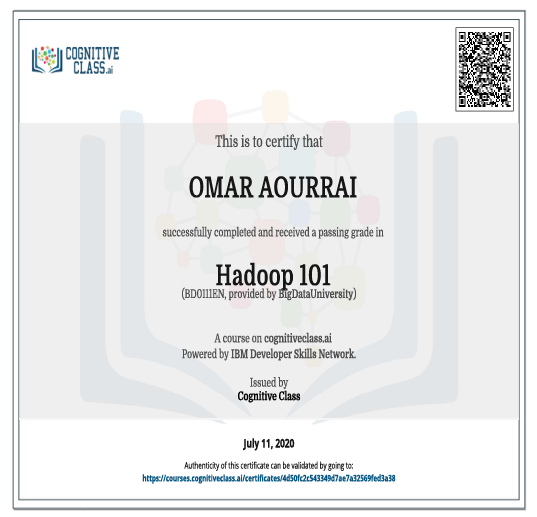 COGNITIVE
CLASS.ai
This is to certify that
OMAR AOURRAI
successfully completed and received a passing grade in
Hadoop 101
(BD0111EN, provided by BigDataUniversity)
A course on cognitiveclass.ai
Powered by IBM Developer Skills Network.
Issued by
Cognitive Class
July 11, 2020
Authenticity of this certificate can be validated by going to:
https://courses.cognitiveclass.ai/certificates/4d50fc2c543349d7ae7a32569fed3a38